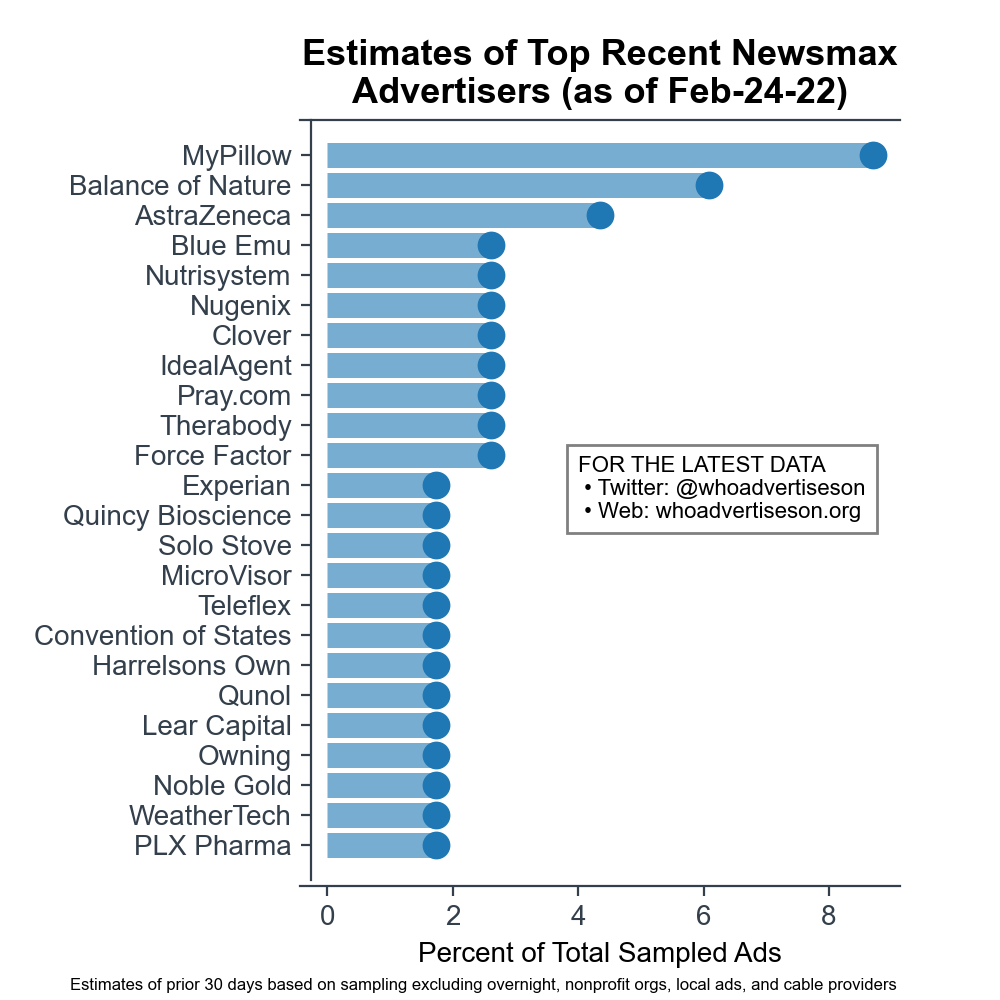 Estimates of Top Recent Newsmax
Advertisers (as of Feb-24-22)
MyPillow
Balance of Nature
AstraZeneca
Blue Emu
Nutrisystem
Nugenix
Clover
IdealAgent
Pray.com
Therabody
Force Factor
Experian
Quincy Bioscience
Solo Stove
MicroVisor
Teleflex
Convention of States
Harrelsons Own
Qunol
Lear Capital
Owning
Noble Gold
WeatherTech
PLX Pharma
FOR THE LATEST DATA
• Twitter: @whoadvertiseson
• Web: whoadvertiseson.org
0 2 4 6 8
Percent of Total Sampled Ads
Estimates of prior 30 days based on sampling excluding overnight, nonprofit orgs, local ads, and cable providers